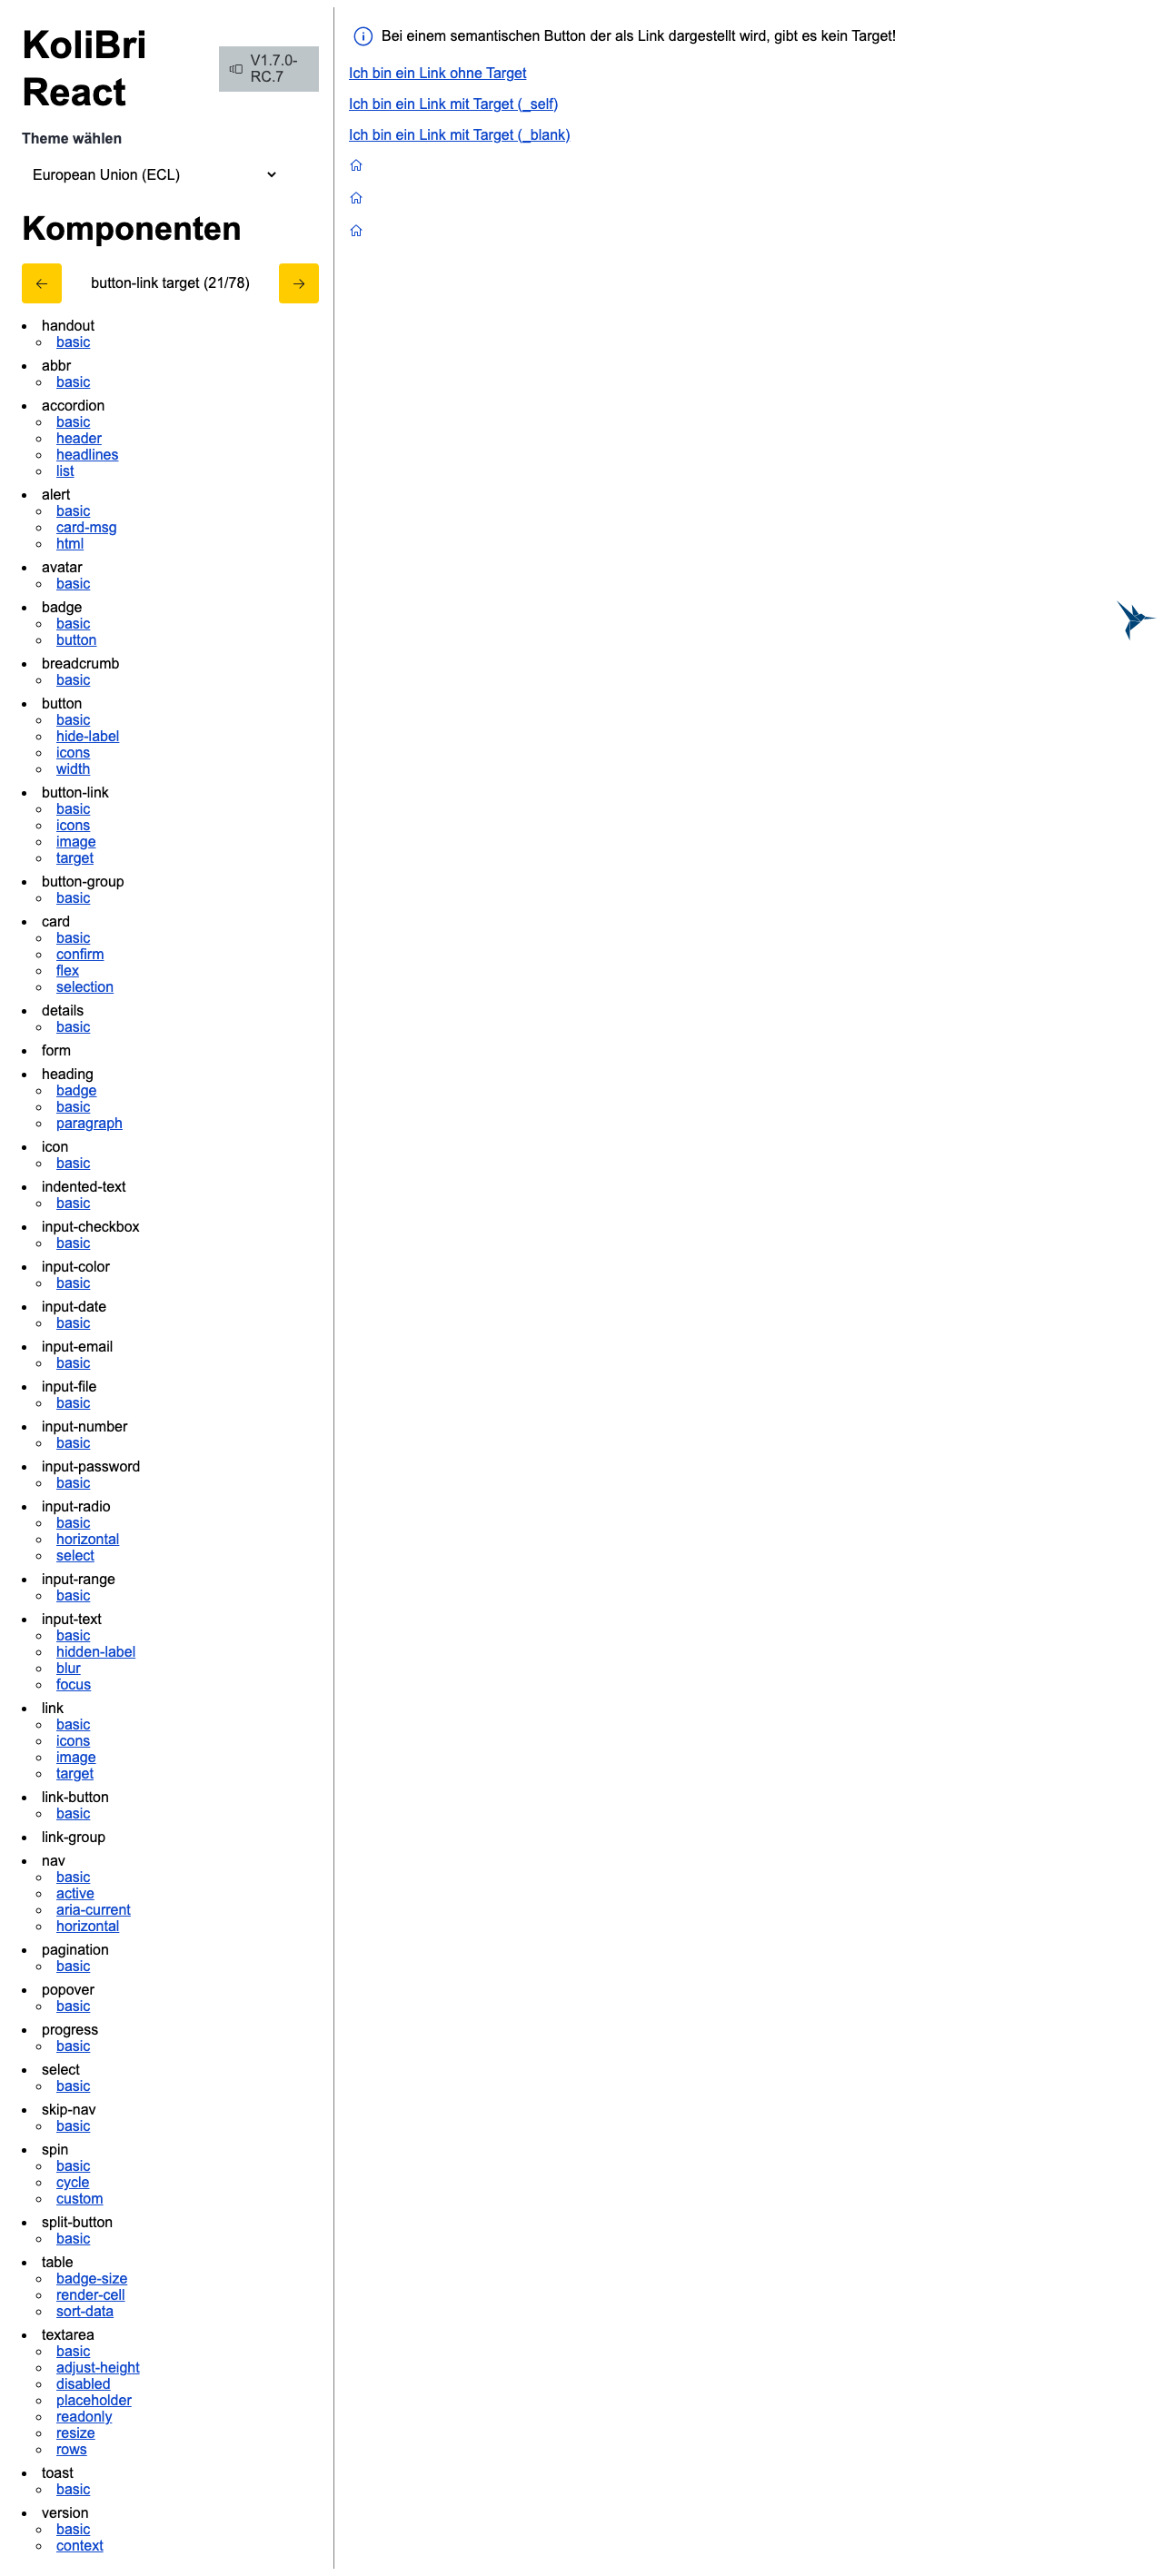 KoliBri
React
V1.7.0-
RC.7
Theme wählen
European Union (ECL)
Komponenten
button-link target (21/78)
handout
basic
abbr
basic
accordion
basic
header
headlines
list
alert
basic
card-msg
html
avatar
basic
badge
basic
button
breadcrumb
basic
button
basic
hide-label
icons
width
button-link
basic
icons
image
target
button-group
basic
card
basic
confirm
flex
selection
details
basic
form
heading
badge
basic
paragraph
icon
basic
indented-text
basic
input-checkbox
basic
input-color
basic
input-date
basic
input-email
basic
input-file
basic
input-number
basic
input-password
basic
input-radio
basic
horizontal
select
input-range
basic
input-text
basic
hidden-label
blur
focus
link
basic
icons
image
target
link-button
basic
link-group
nav
basic
active
aria-current
horizontal
pagination
basic
popover
basic
progress
basic
select
basic
skip-nav
basic
spin
basic
cycle
custom
split-button
basic
table
badge-size
render-cell
sort-data
textarea
basic
adjust-height
disabled
placeholder
readonly
resize
rows
toast
basic
version
basic
context
Bei einem semantischen Button der als Link dargestellt wird, gibt es kein Target!
Ich bin ein Link ohne Target
Ich bin ein Link mit Target (_self)
Ich bin ein Link mit Target (_blank)